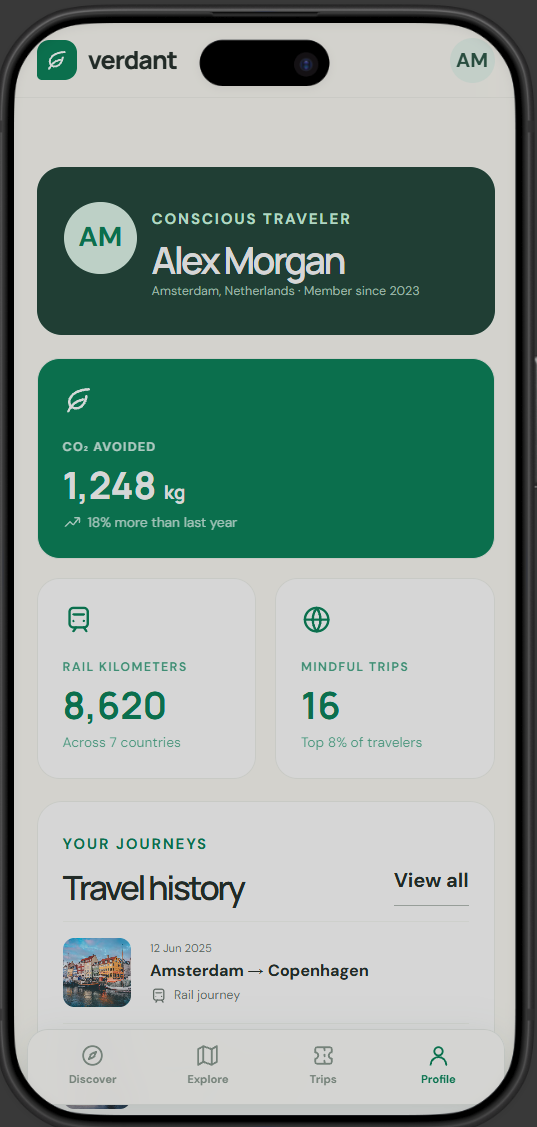 verdant
AM
AM
CONSCIOUS TRAVELER
Alex Morgan
Amsterdam, Netherlands · Member since 2023
CO₂ AVOIDED
1,248 kg
18% more than last year
RAIL KILOMETERS
8,620
Across 7 countries
MINDFUL TRIPS
16
Top 8% of travelers
YOUR JOURNEYS
Travel history
View all
12 Jun 2025
Amsterdam → Copenhagen
Rail journey
Discover
Explore
Trips
Profile